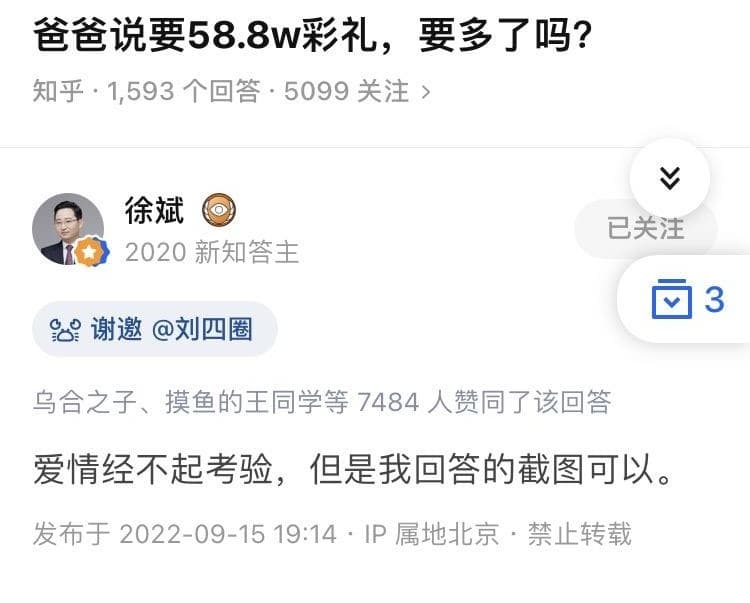 爸爸说要58.8w彩礼，要多了吗？
知乎 · 1,593 个回答 · 5099 关注 >
徐斌
2020 新知答主
已关注
3
谢邀 @刘四圈
乌合之子、摸鱼的王同学等 7484 人赞同了该回答
爱情经不起考验，但是我回答的截图可以。
发布于 2022-09-15 19:14 · IP 属地北京 · 禁止转载